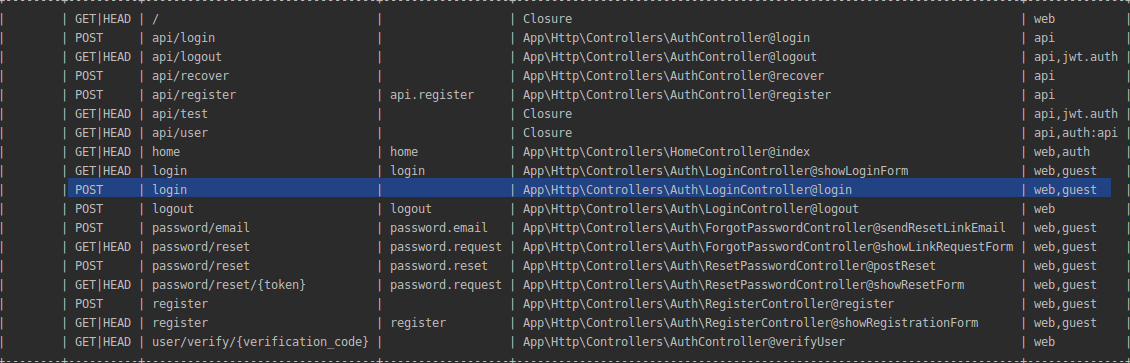 | | GET|HEAD | / | | Closure | web |
| | POST | api/login | | App\Http\Controllers\AuthController@login | api |
| | GET|HEAD | api/logout | | App\Http\Controllers\AuthController@logout | api,jwt.auth |
| | POST | api/recover | | App\Http\Controllers\AuthController@recover | api |
| | POST | api/register | api.register | App\Http\Controllers\AuthController@register | api |
| | GET|HEAD | api/test | | Closure | api,jwt.auth |
| | GET|HEAD | api/user | | Closure | api,auth:api |
| | GET|HEAD | home | home | App\Http\Controllers\HomeController@index | web,auth |
| | GET|HEAD | login | login | App\Http\Controllers\Auth\LoginController@showLoginForm | web,guest |
| | POST | login | | App\Http\Controllers\Auth\LoginController@login | web,guest |
| | POST | logout | logout | App\Http\Controllers\Auth\LoginController@logout | web |
| | POST | password/email | password.email | App\Http\Controllers\Auth\ForgotPasswordController@sendResetLinkEmail | web,guest |
| | GET|HEAD | password/reset | password.request | App\Http\Controllers\Auth\ForgotPasswordController@showLinkRequestForm | web,guest |
| | POST | password/reset | password.reset | App\Http\Controllers\Auth\ResetPasswordController@postReset | web,guest |
| | GET|HEAD | password/reset/{token} | password.request | App\Http\Controllers\Auth\ResetPasswordController@showResetForm | web,guest |
| | POST | register | | App\Http\Controllers\Auth\RegisterController@register | web,guest |
| | GET|HEAD | register | register | App\Http\Controllers\Auth\RegisterController@showRegistrationForm | web,guest |
| | GET|HEAD | user/verify/{verification_code} | | App\Http\Controllers\AuthController@verifyUser | web |